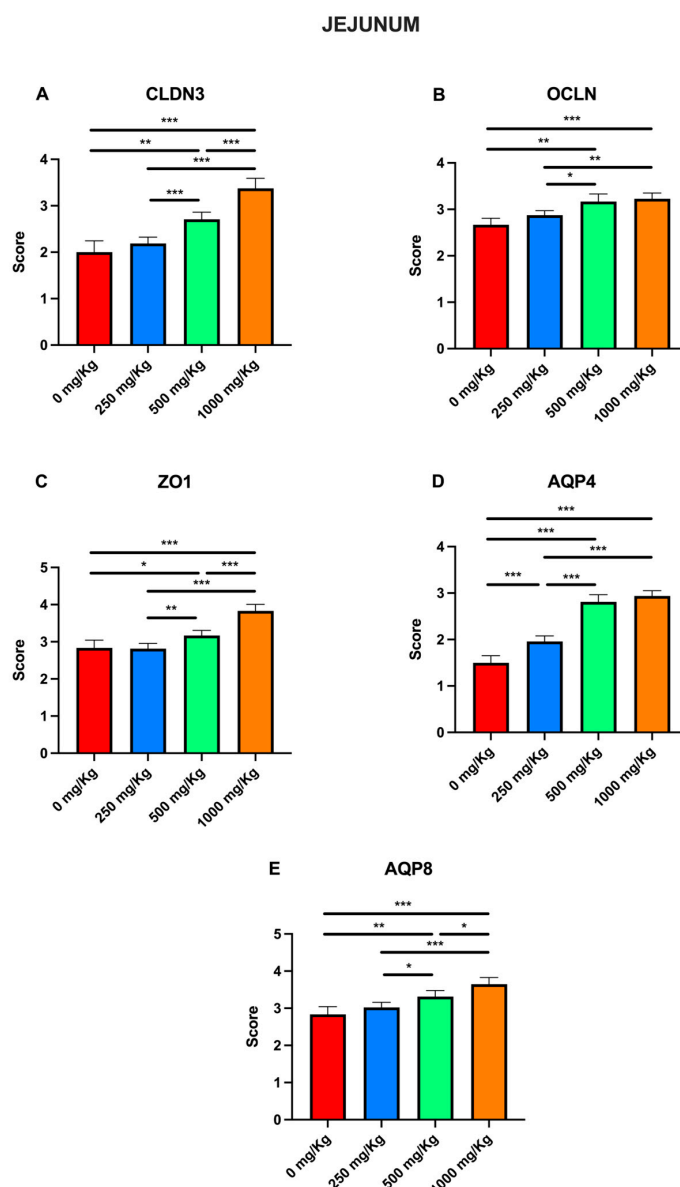 JEJUNUM
A
CLDN3
***
**
***
***
***
Score
4
3
2
1
0
0 mg/Kg
250 mg/Kg
500 mg/Kg
1000 mg/Kg
B
OCLN
***
**
**
*
Score
4
3
2
1
0
0 mg/Kg
250 mg/Kg
500 mg/Kg
1000 mg/Kg
C
ZO1
***
*
***
***
**
Score
5
4
3
2
1
0
0 mg/Kg
250 mg/Kg
500 mg/Kg
1000 mg/Kg
D
AQP4
***
***
***
***
***
Score
4
3
2
1
0
0 mg/Kg
250 mg/Kg
500 mg/Kg
1000 mg/Kg
E
AQP8
***
**
*
***
*
Score
5
4
3
2
1
0
0 mg/Kg
250 mg/Kg
500 mg/Kg
1000 mg/Kg